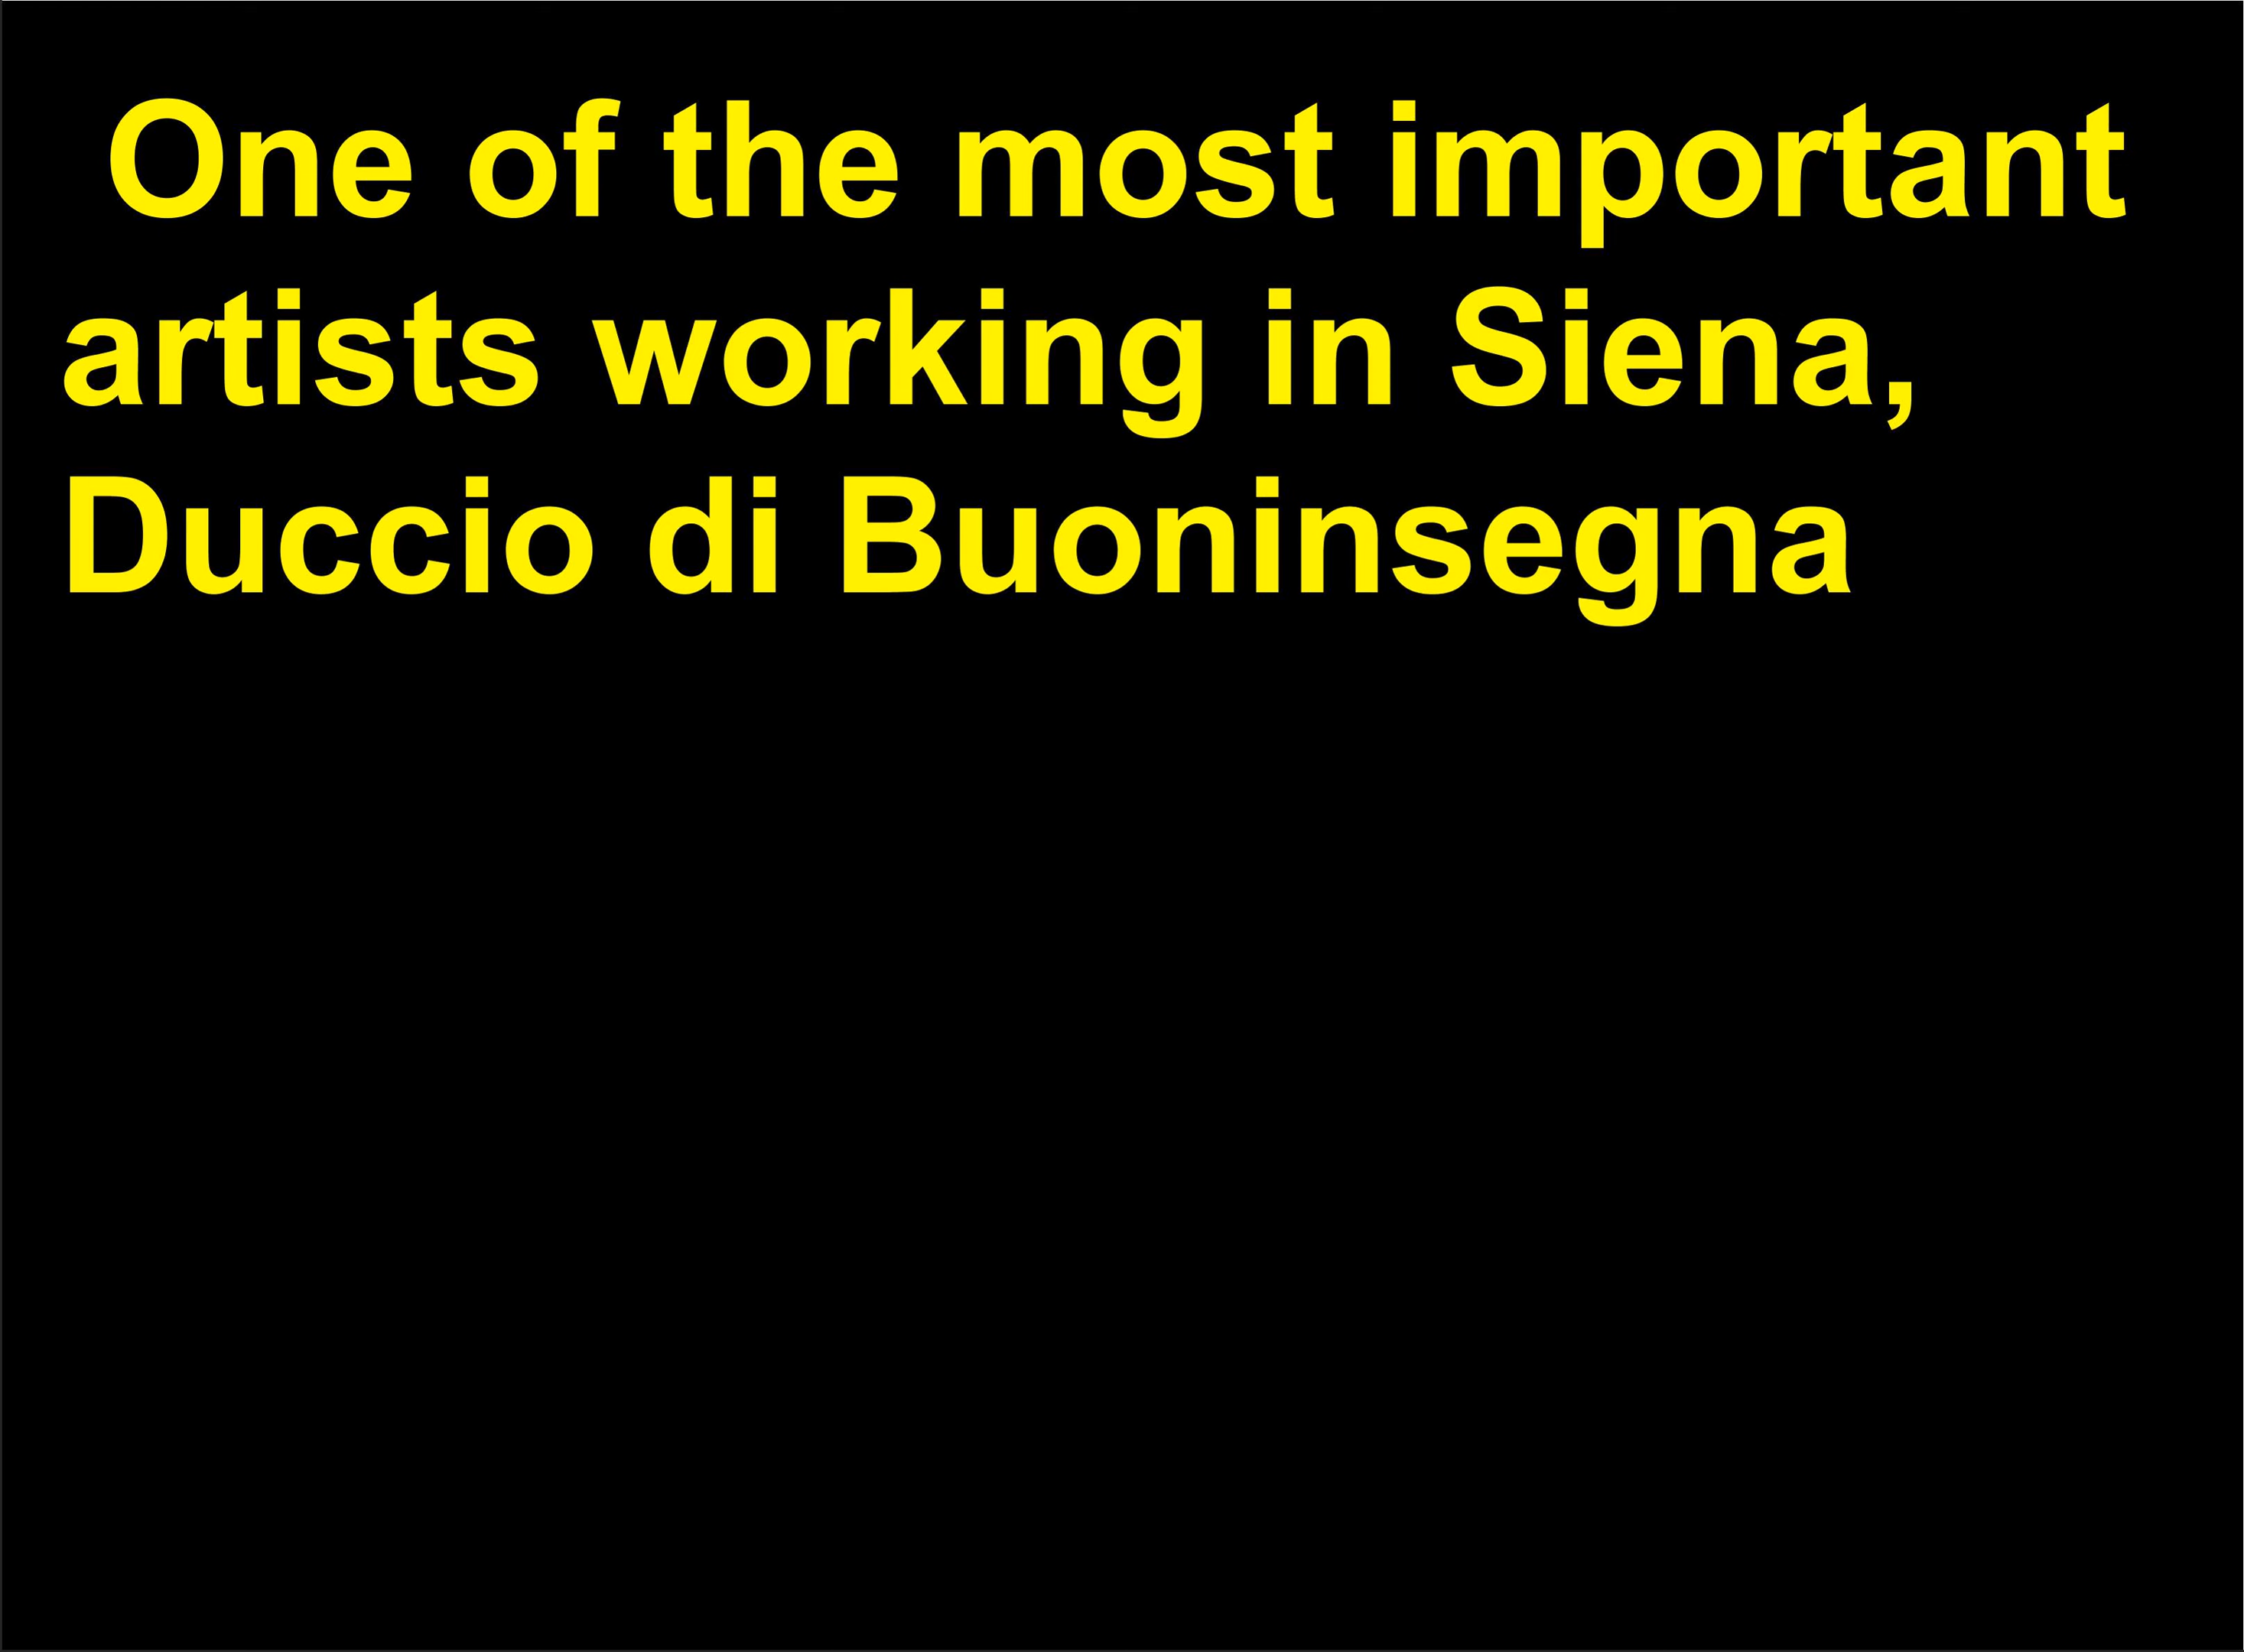 One of the most important
artists working in Siena,
Duccio di Buoninsegna